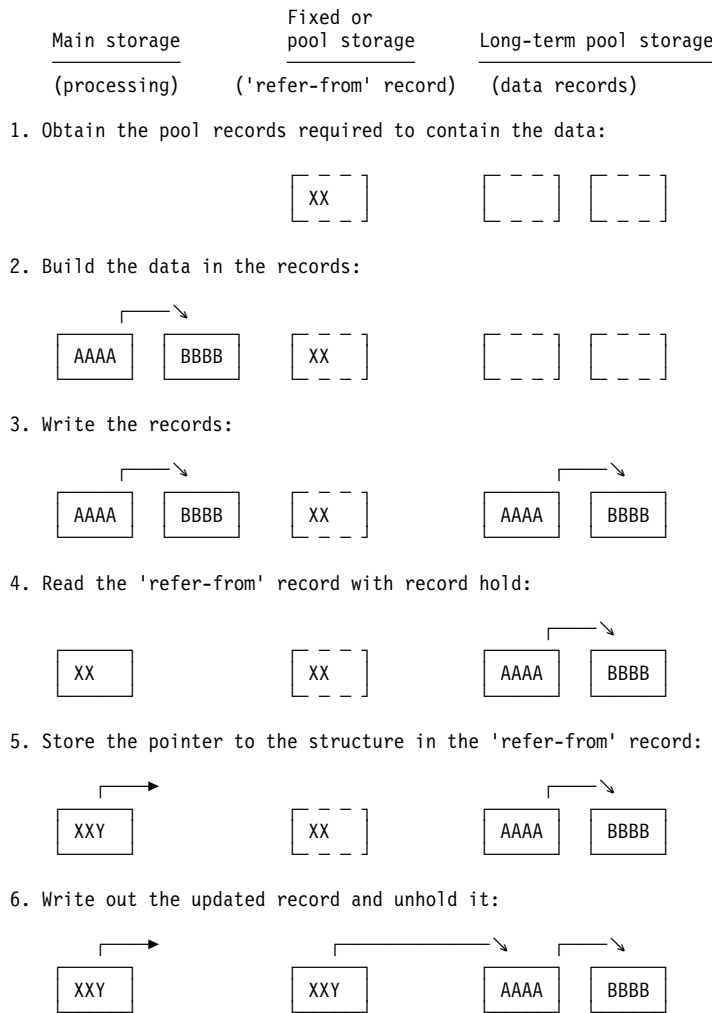 Fixed or
Main storage pool storage Long-term pool storage
(processing) ('refer-from' record) (data records)
1. Obtain the pool records required to contain the data:
XX
2. Build the data in the records:
AAAA BBBB XX
3. Write the records:
AAAA BBBB XX AAAA BBBB
4. Read the 'refer-from' record with record hold:
XX XX AAAA BBBB
5. Store the pointer to the structure in the 'refer-from' record:
XXY XX AAAA BBBB
6. Write out the updated record and unhold it:
XXY XXY AAAA BBBB